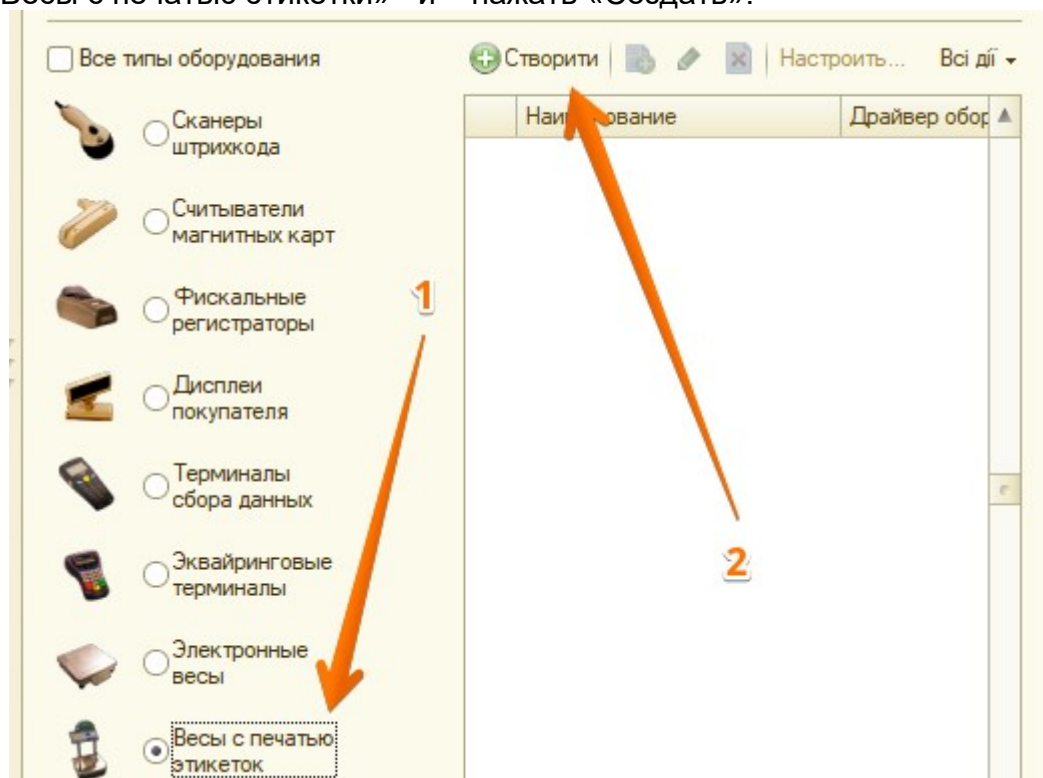 Все типы оборудования
Створити
Настроить...
Всі дії
Сканеры
штрихкода
Считыватели
магнитных карт
Фискальные
регистраторы
Дисплеи
покупателя
Терминалы
сбора данных
Эквайринговые
терминалы
Электронные
весы
Весы с печатью
этикеток
Драйвер обор
1
2